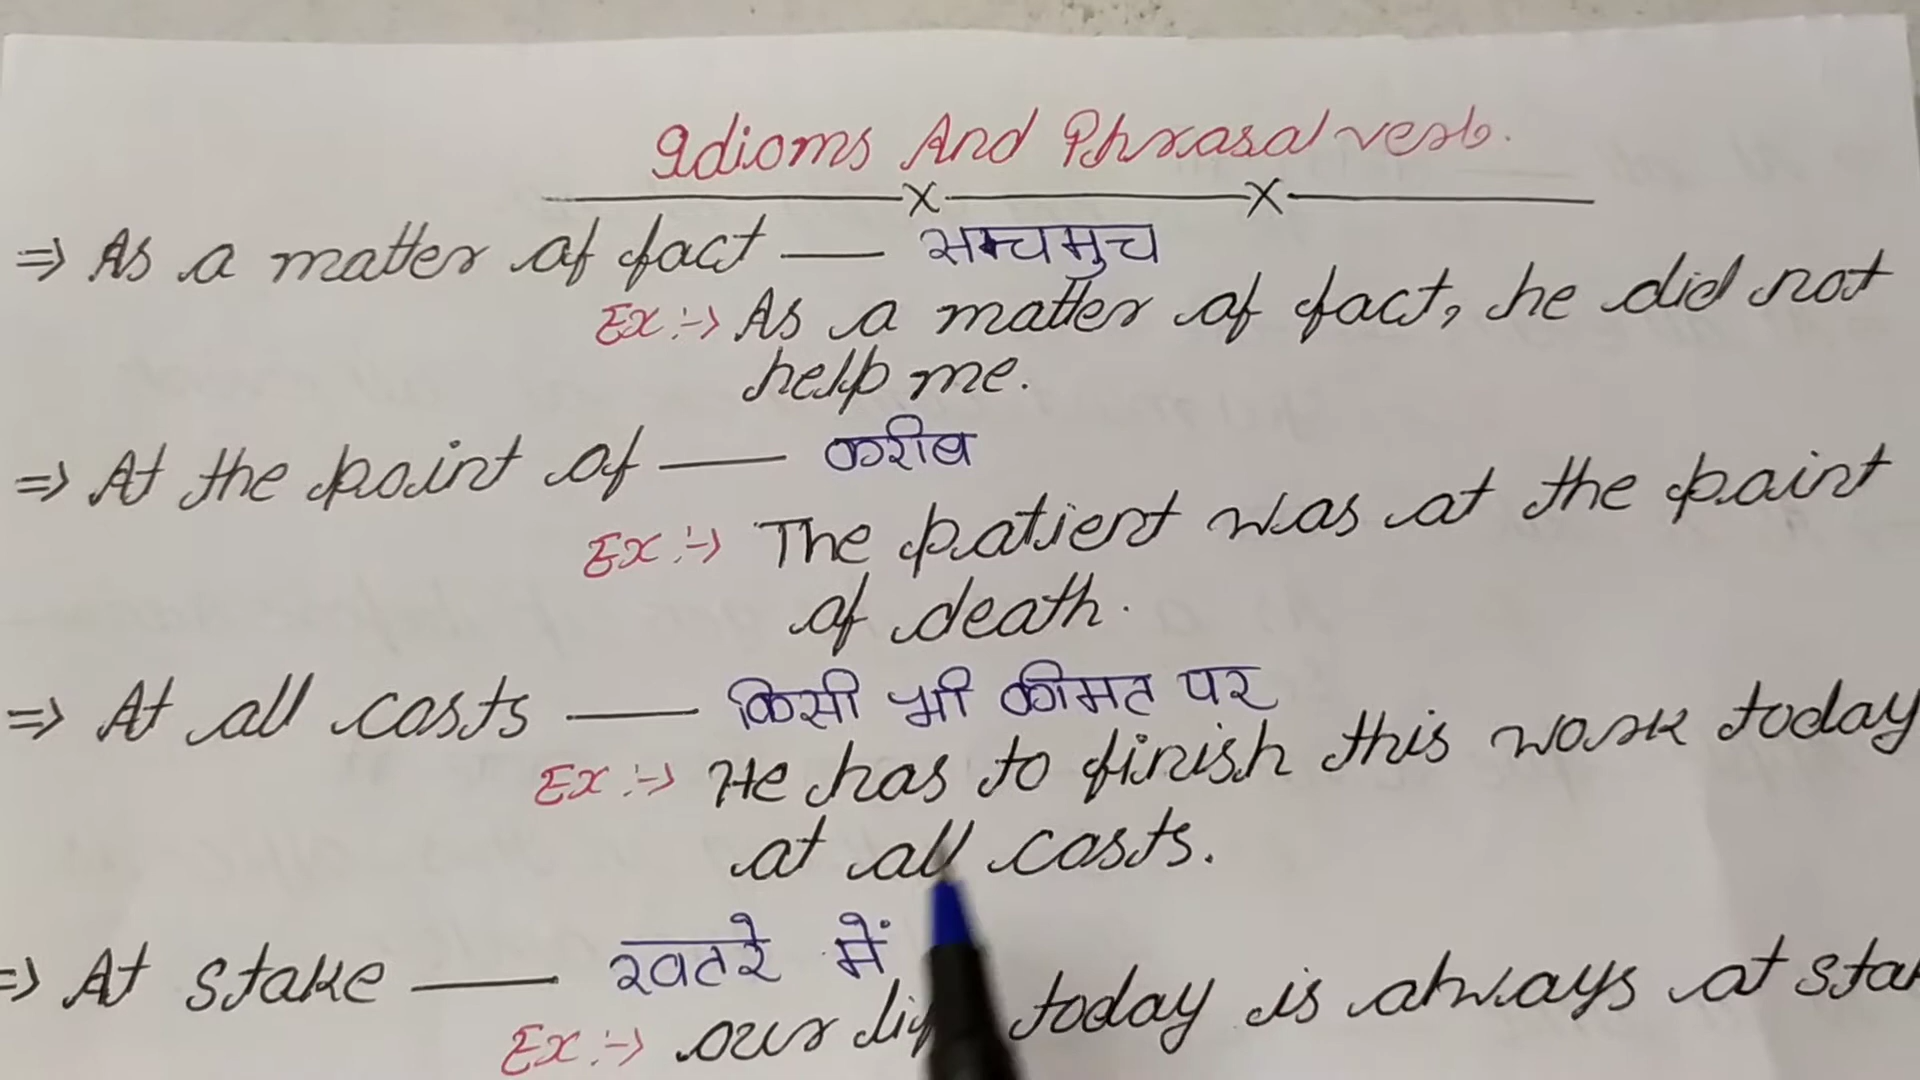 Idioms And Phrasal verb.
⇒ As a matter of fact — सचमुच
Ex :→ As a matter of fact, he did not
help me.
⇒ At the point of — करीब
Ex :→ The patient was at the point
of death.
⇒ At all costs — किसी भी कीमत पर
Ex :→ He has to finish this work today
at all costs.
⇒ At stake — खतरे में
Ex :→ our today is always at